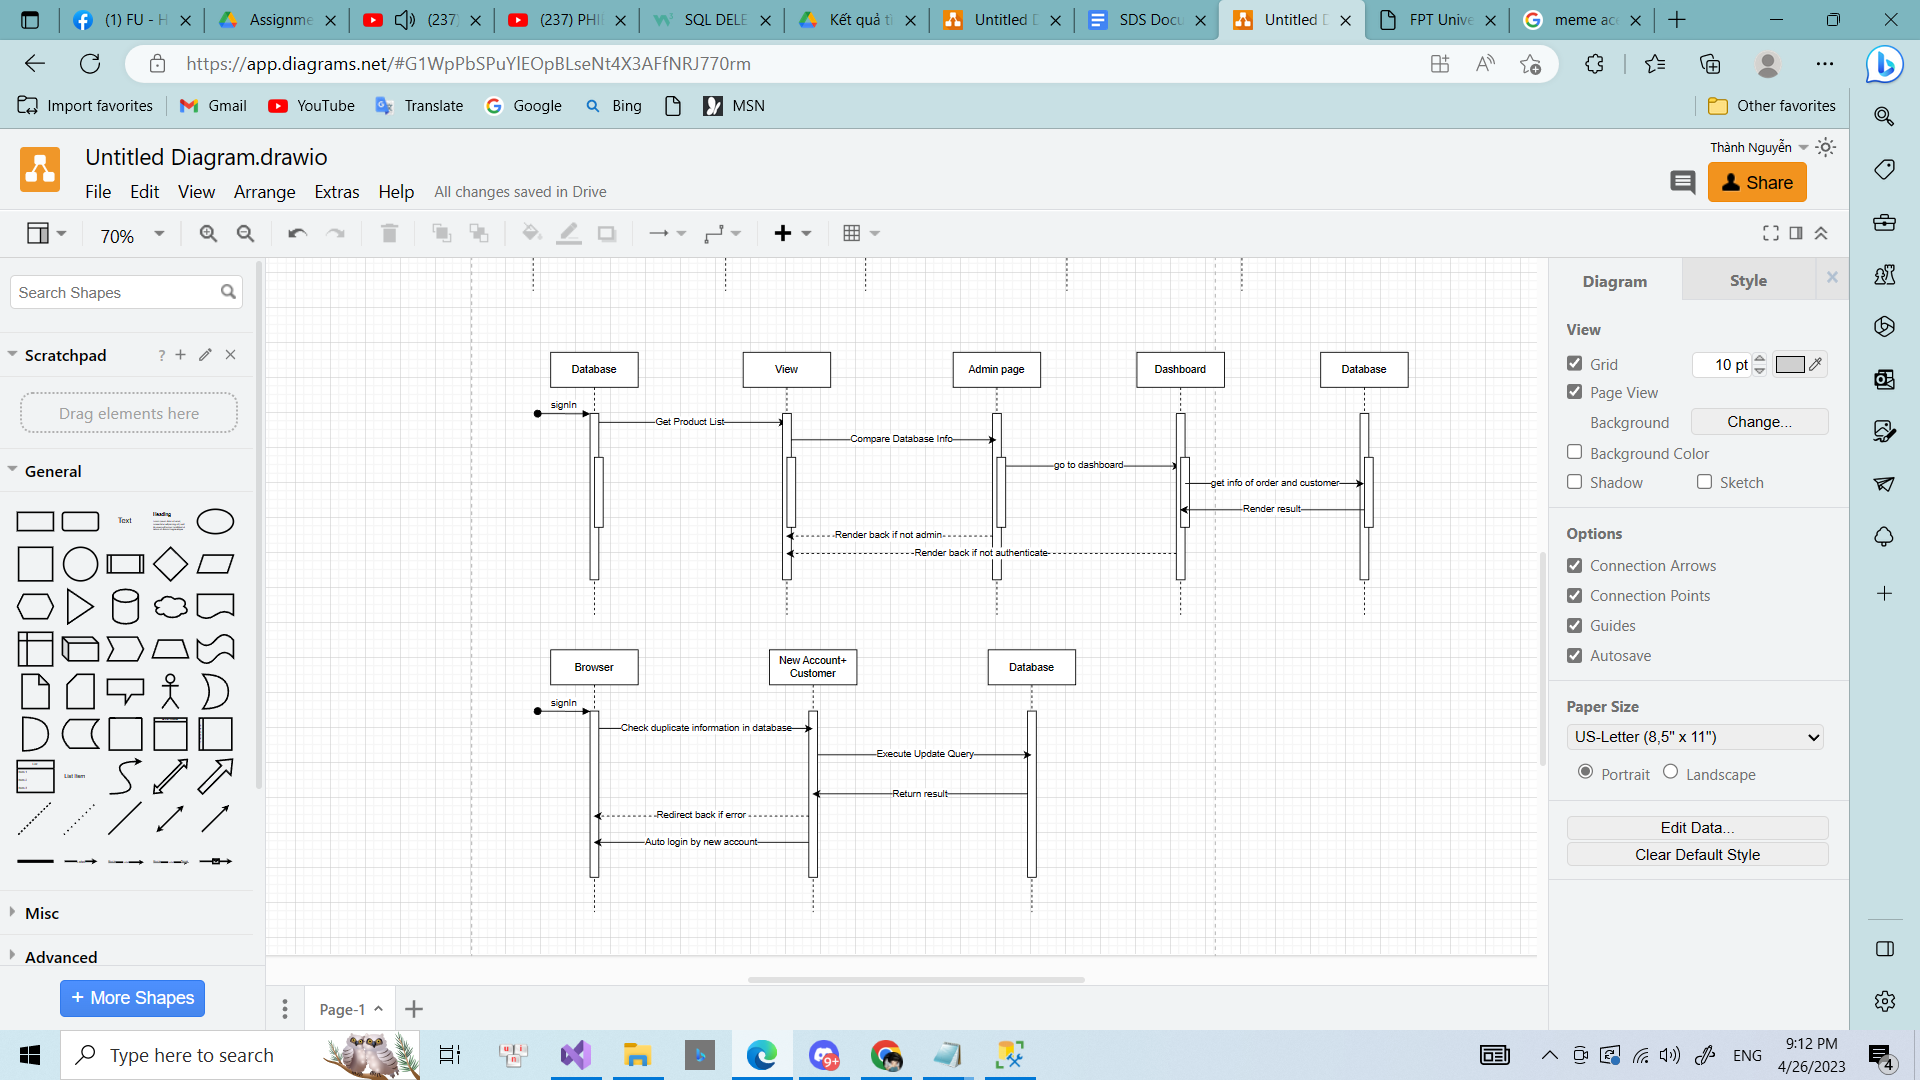 (1) FU - H
Assignme
(237)
(237) PHI
SQL DELE
Kết quả t
Untitled D
SDS Docu
Untitled D
FPT Unive
meme ac
https://app.diagrams.net/#G1WpPbSPuYlEOpBLseNt4X3AFfNRJ770rm
Import favorites
Gmail
YouTube
Translate
Google
Bing
MSN
Other favorites
Untitled Diagram.drawio
Thành Nguyễn
File Edit View Arrange Extras Help All changes saved in Drive
Share
70%
Search Shapes
Scratchpad
?
Drag elements here
General
Text
Heading
List Item
Misc
Advanced
+ More Shapes
Database
View
Admin page
Dashboard
Database
signIn
Get Product List
Compare Database Info
go to dashboard
get info of order and customer
Render result
Render back if not admin
Render back if not authenticate
Browser
New Account+
Customer
Database
signIn
Check duplicate information in database
Execute Update Query
Return result
Redirect back if error
Auto login by new account
Page-1
Diagram
Style
View
Grid
10 pt
Page View
Background
Change...
Background Color
Shadow
Sketch
Options
Connection Arrows
Connection Points
Guides
Autosave
Paper Size
US-Letter (8,5" x 11")
Portrait
Landscape
Edit Data...
Clear Default Style
Type here to search
9+
ENG
9:12 PM
4/26/2023
4